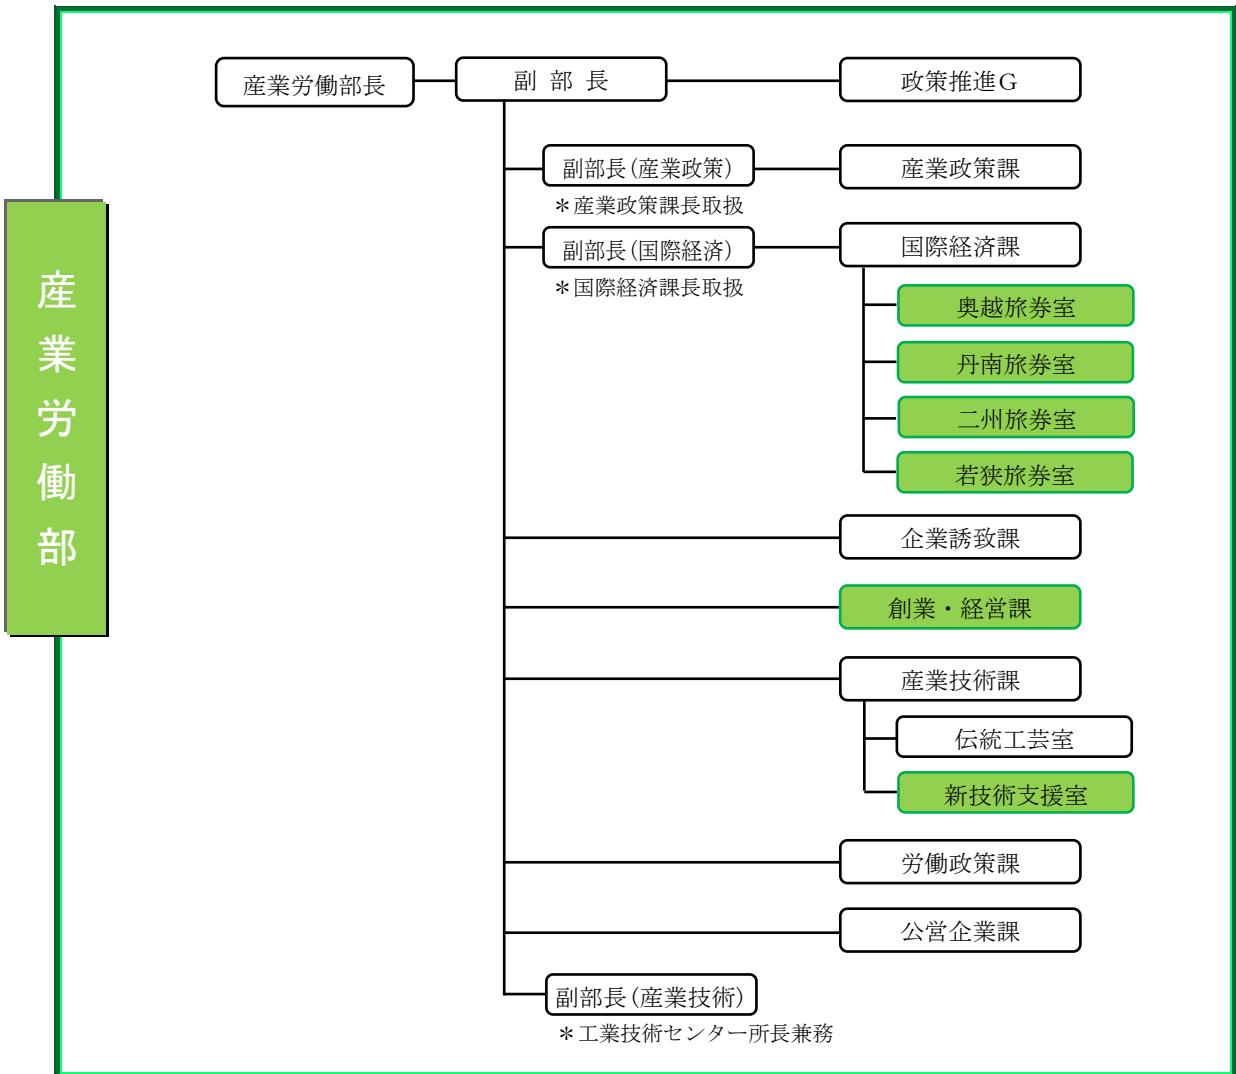 産業労働部
産業労働部長
副部長
政策推進G
副部長(産業政策)
産業政策課
＊産業政策課長取扱
副部長(国際経済)
国際経済課
＊国際経済課長取扱
奥越旅券室
丹南旅券室
二州旅券室
若狭旅券室
企業誘致課
創業・経営課
産業技術課
伝統工芸室
新技術支援室
労働政策課
公営企業課
副部長(産業技術)
＊工業技術センター所長兼務